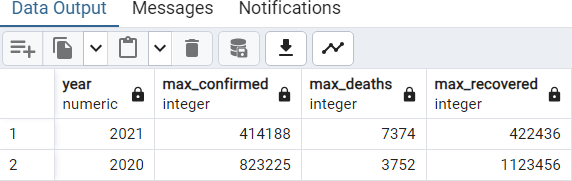 Data Output Messages Notifications
year max_confirmed max_deaths max_recovered
numeric integer integer integer
1 2021 414188 7374 422436
2 2020 823225 3752 1123456